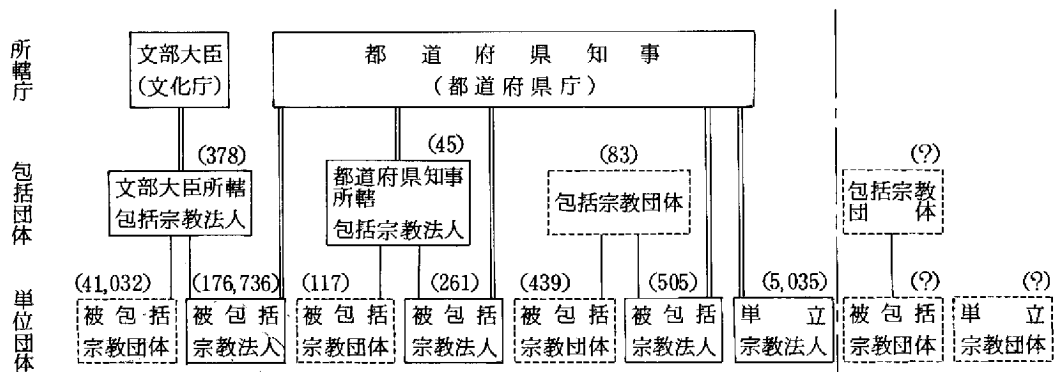 所轄庁
文部大臣
(文化庁)
都道府県知事
(都道府県庁)
包括団体
(378)
文部大臣所轄
包括宗教法人
(45)
都道府県知事
所轄
包括宗教法人
(83)
包括宗教団体
(?)
包括宗教
団体
単位団体
(41,032)
被包括
宗教団体
(176,736)
被包括
宗教法人
(117)
被包括
宗教団体
(261)
被包括
宗教法人
(439)
被包括
宗教団体
(505)
被包括
宗教法人
(5,035)
単立
宗教法人
(?)
被包括
宗教団体
(?)
単立
宗教団体